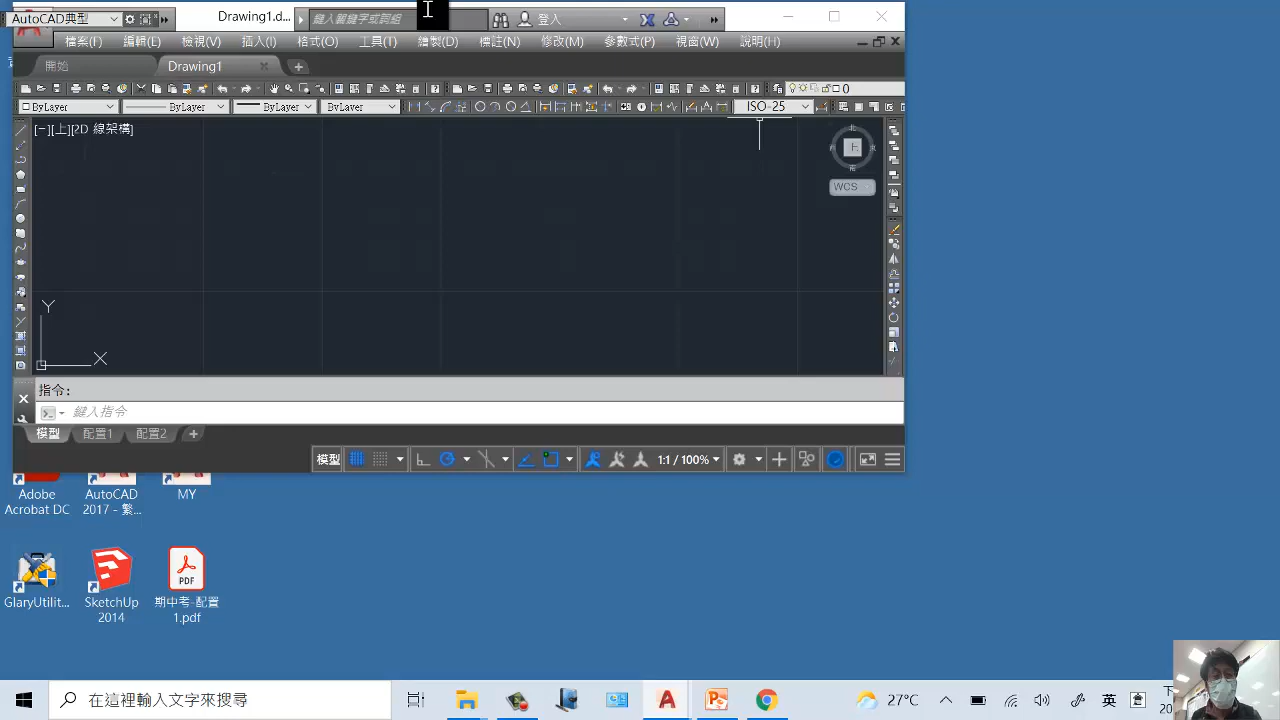 AutoCAD典型
Drawing1.d...
鍵入關鍵字或詞組
登入
檔案(F)
編輯(E)
檢視(V)
插入(I)
格式(O)
工具(T)
繪製(D)
標註(N)
修改(M)
參數式(P)
視窗(W)
說明(H)
開始
Drawing1
0
ByLayer
ByLayer
ByLayer
ByLayer
ISO-25
[−][上][2D 線架構]
北
上
南
WCS
Y
X
指令:
鍵入指令
模型
配置1
配置2
模型
1:1 / 100%
Adobe
Acrobat DC
AutoCAD
2017 - 繁...
MY
GlaryUtilit...
SketchUp
2014
PDF
期中考-配置
1.pdf
在這裡輸入文字來搜尋
27°C
英